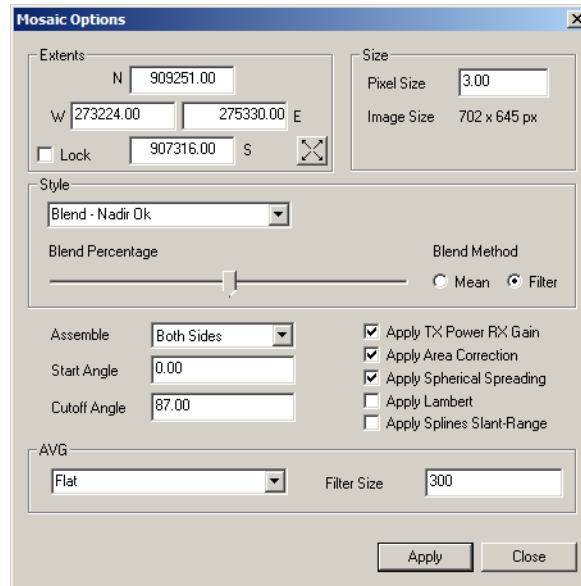 Mosaic Options
Extents
N 909251.00
W 273224.00 275330.00 E
Lock 907316.00 S
Size
Pixel Size 3.00
Image Size 702 x 645 px
Style
Blend - Nadir Ok
Blend Percentage
Blend Method
Mean Filter
Assemble Both Sides
Start Angle 0.00
Cutoff Angle 87.00
Apply TX Power RX Gain
Apply Area Correction
Apply Spherical Spreading
Apply Lambert
Apply Splines Slant-Range
AVG
Flat Filter Size 300
Apply Close